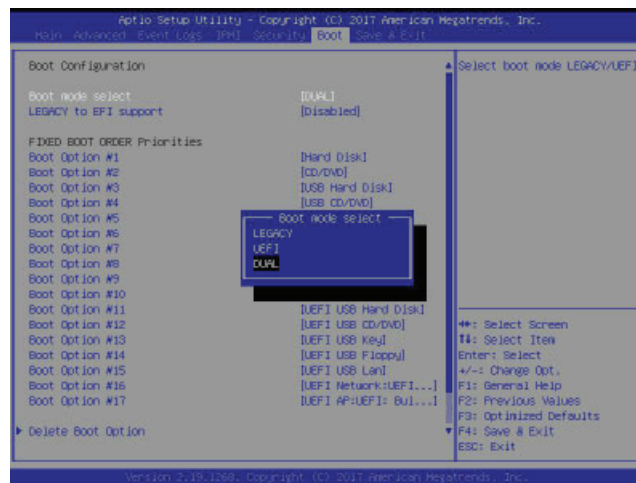 Aptio Setup Utility - Copyright (C) 2017 American Megatrends, Inc.
Main Advanced Event Logs IPMI Security Boot Save & Exit
Boot Configuration
Select boot mode LEGACY/UEFI
Boot mode select [DUAL]
LEGACY to EFI support [Disabled]
FIXED BOOT ORDER Priorities
Boot Option #1 [Hard Disk]
Boot Option #2 [CD/DVD]
Boot Option #3 [USB Hard Disk]
Boot Option #4 [USB CD/DVD]
Boot Option #5
Boot Option #6
Boot Option #7
Boot Option #8
Boot Option #9
Boot Option #10
Boot mode select
LEGACY
UEFI
DUAL
Boot Option #11 [UEFI USB Hard Disk]
Boot Option #12 [UEFI USB CD/DVD]
Boot Option #13 [UEFI USB Key]
Boot Option #14 [UEFI USB Floppy]
Boot Option #15 [UEFI USB Lan]
Boot Option #16 [UEFI Network:UEFI...]
Boot Option #17 [UEFI AP:UEFI: Bui...]
Delete Boot Option
: Select Screen
↑↓: Select Item
Enter: Select
+/-: Change Opt.
F1: General Help
F2: Previous Values
F3: Optimized Defaults
F4: Save & Exit
ESC: Exit
Version 2.19.1268. Copyright (C) 2017 American Megatrends, Inc.